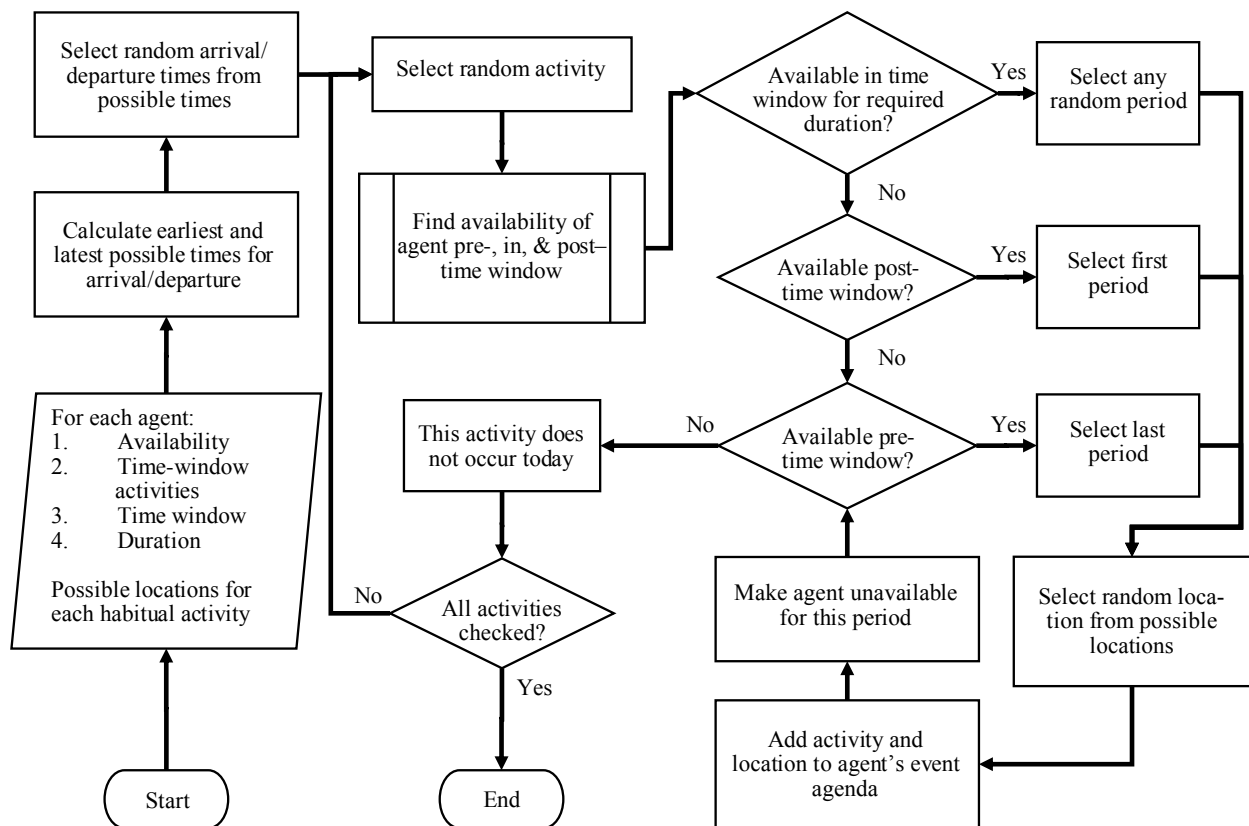 Select random arrival/
departure times from
possible times
Select random activity
Available in time
window for required
duration?
Yes
Select any
random period
No
Calculate earliest and
latest possible times for
arrival/departure
Find availability of
agent pre-, in, & post–
time window
Available post-
time window?
Yes
Select first
period
No
For each agent:
1. Availability
2. Time-window
activities
3. Time window
4. Duration
Possible locations for
each habitual activity
This activity does
not occur today
No
Available pre-
time window?
Yes
Select last
period
No
All activities
checked?
Yes
Make agent unavailable
for this period
Select random loca-
tion from possible
locations
Start
End
Add activity and
location to agent’s event
agenda